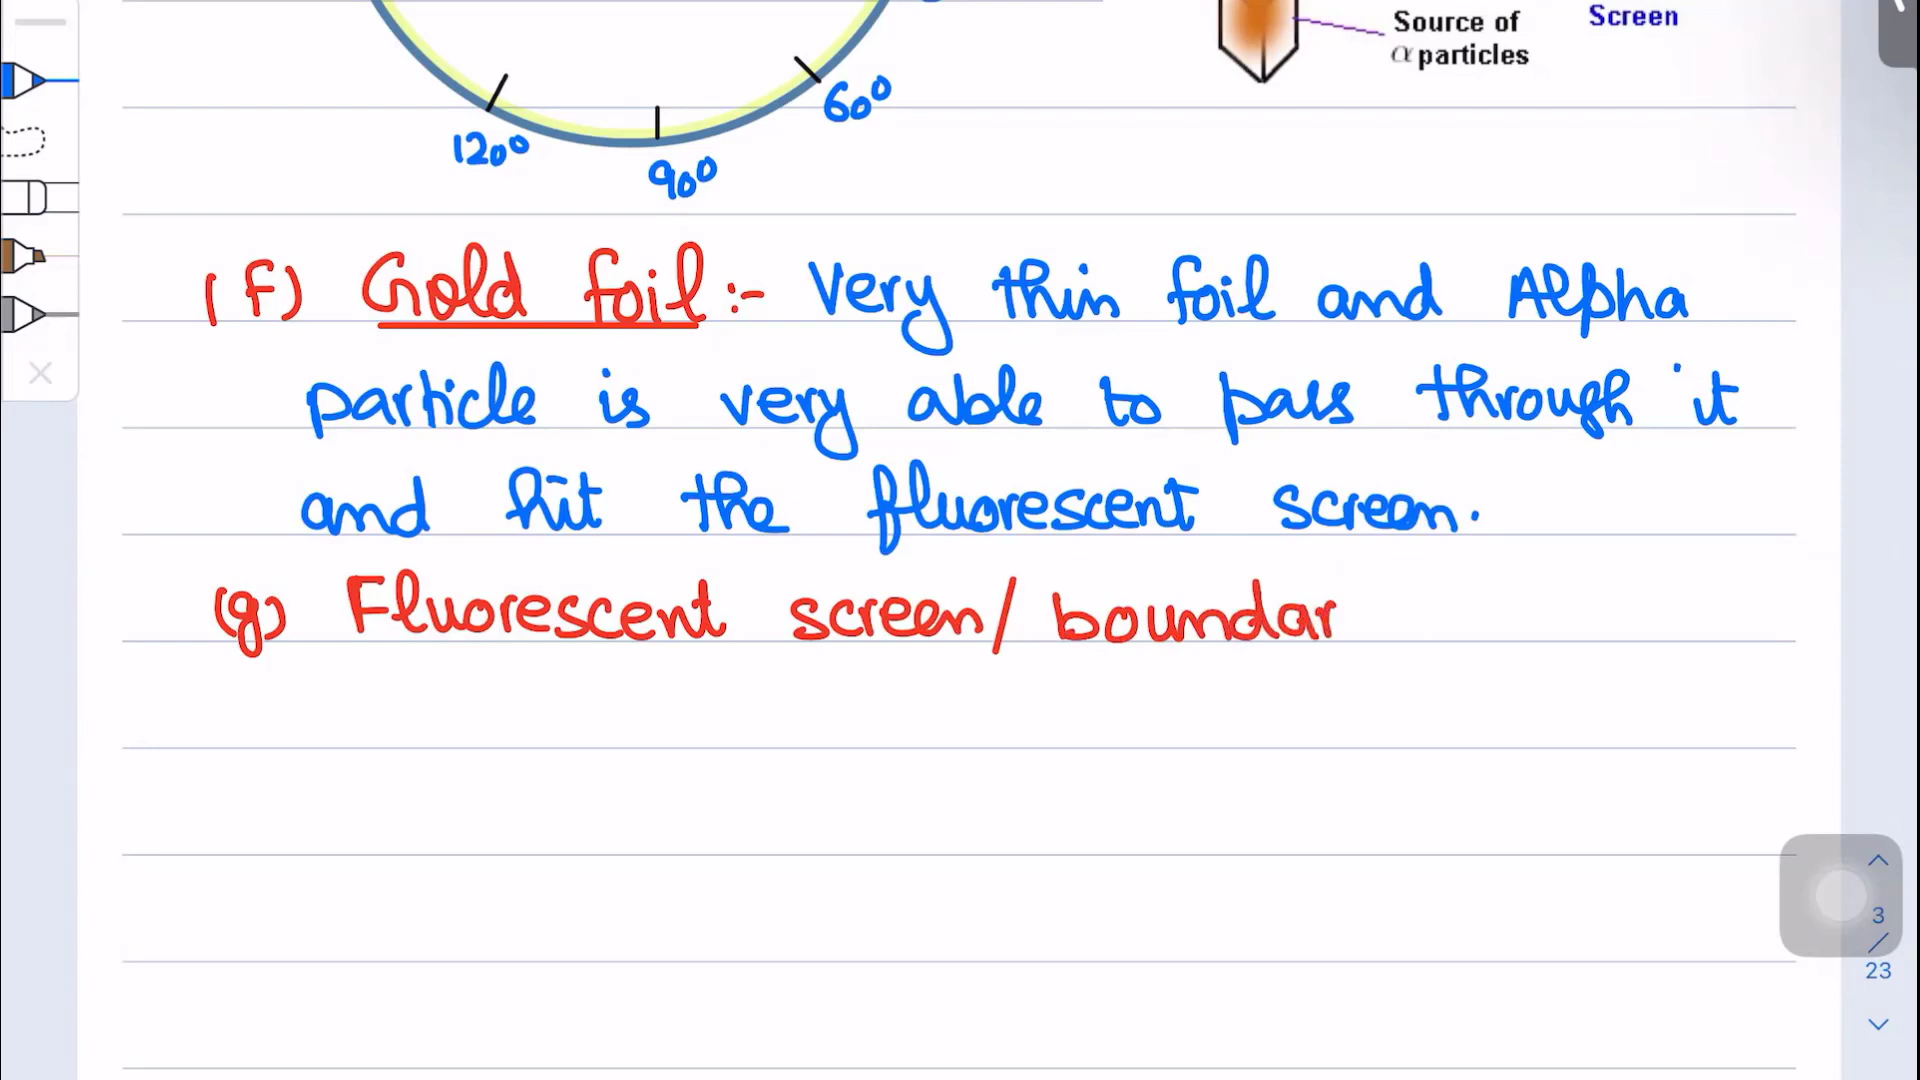 Source of
α particles
Screen
60°
120°
90°
(f) Gold foil:- Very thin foil and Alpha
particle is very able to pass through it
and hit the fluorescent screen.
(g) Fluorescent screen/ boundar
3
/
23